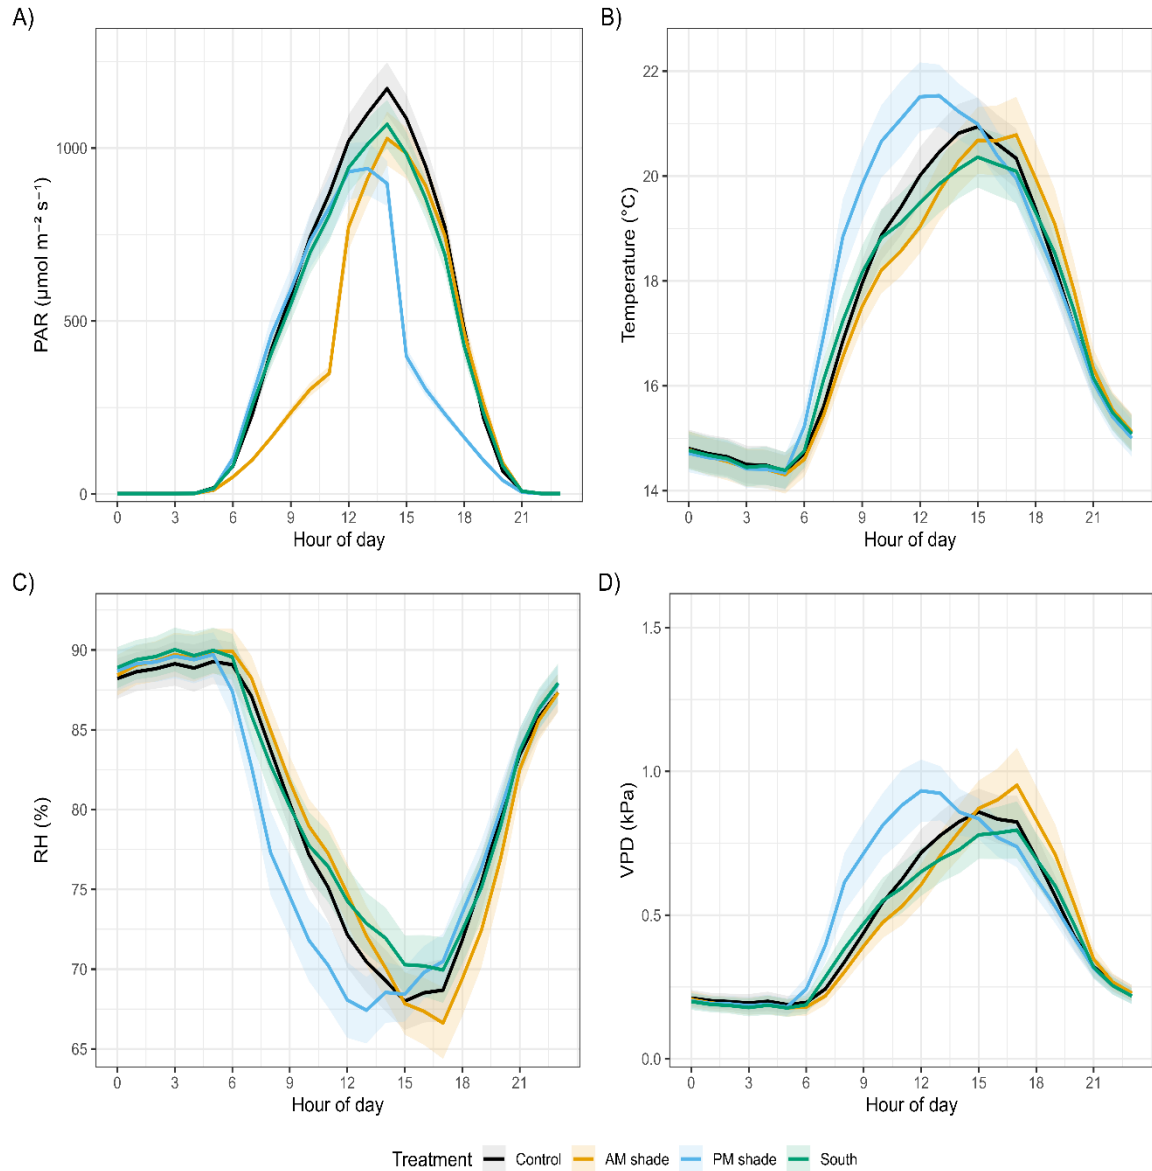 A)
B)
PAR (µmol m⁻² s⁻¹)
1000
500
0
0 3 6 9 12 15 18 21
Hour of day
Temperature (°C)
22
20
18
16
14
0 3 6 9 12 15 18 21
Hour of day
C)
D)
RH (%)
90
85
80
75
70
65
0 3 6 9 12 15 18 21
Hour of day
VPD (kPa)
1.5
1.0
0.5
0.0
0 3 6 9 12 15 18 21
Hour of day
Treatment Control AM shade PM shade South